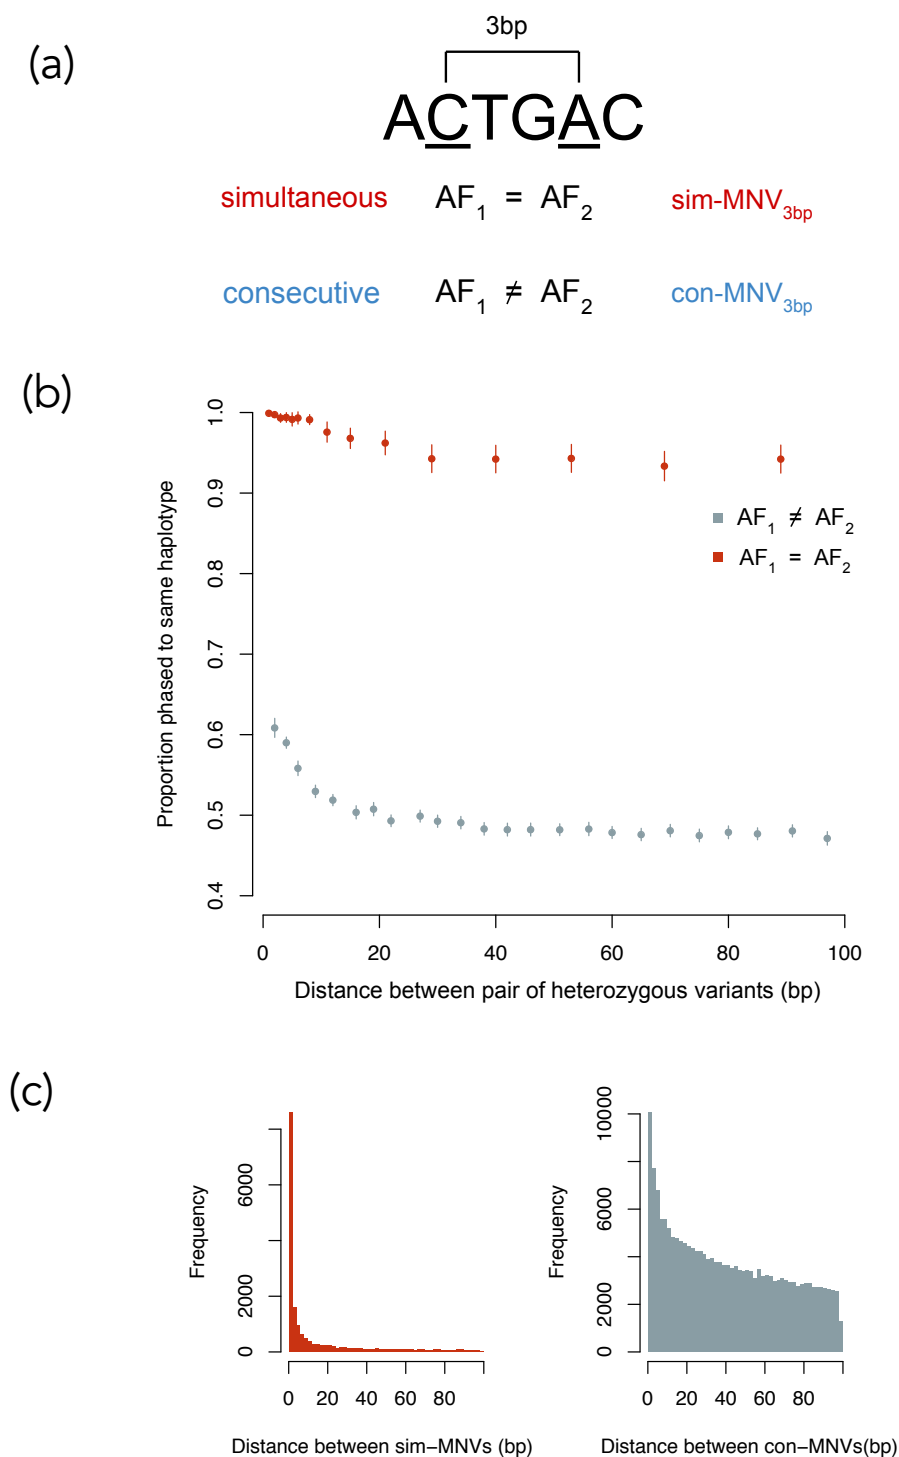 (a)
3bp
ACTGAC
simultaneous AF1 = AF2 sim-MNV3bp
consecutive AF1 ≠ AF2 con-MNV3bp
(b)
Proportion phased to same haplotype
1.0
0.9
0.8
0.7
0.6
0.5
0.4
AF1 ≠ AF2
AF1 = AF2
0 20 40 60 80 100
Distance between pair of heterozygous variants (bp)
(c)
Frequency
6000
2000
0
0 20 40 60 80
Distance between sim−MNVs (bp)
Frequency
10000
6000
2000
0
0 20 40 60 80
Distance between con−MNVs(bp)